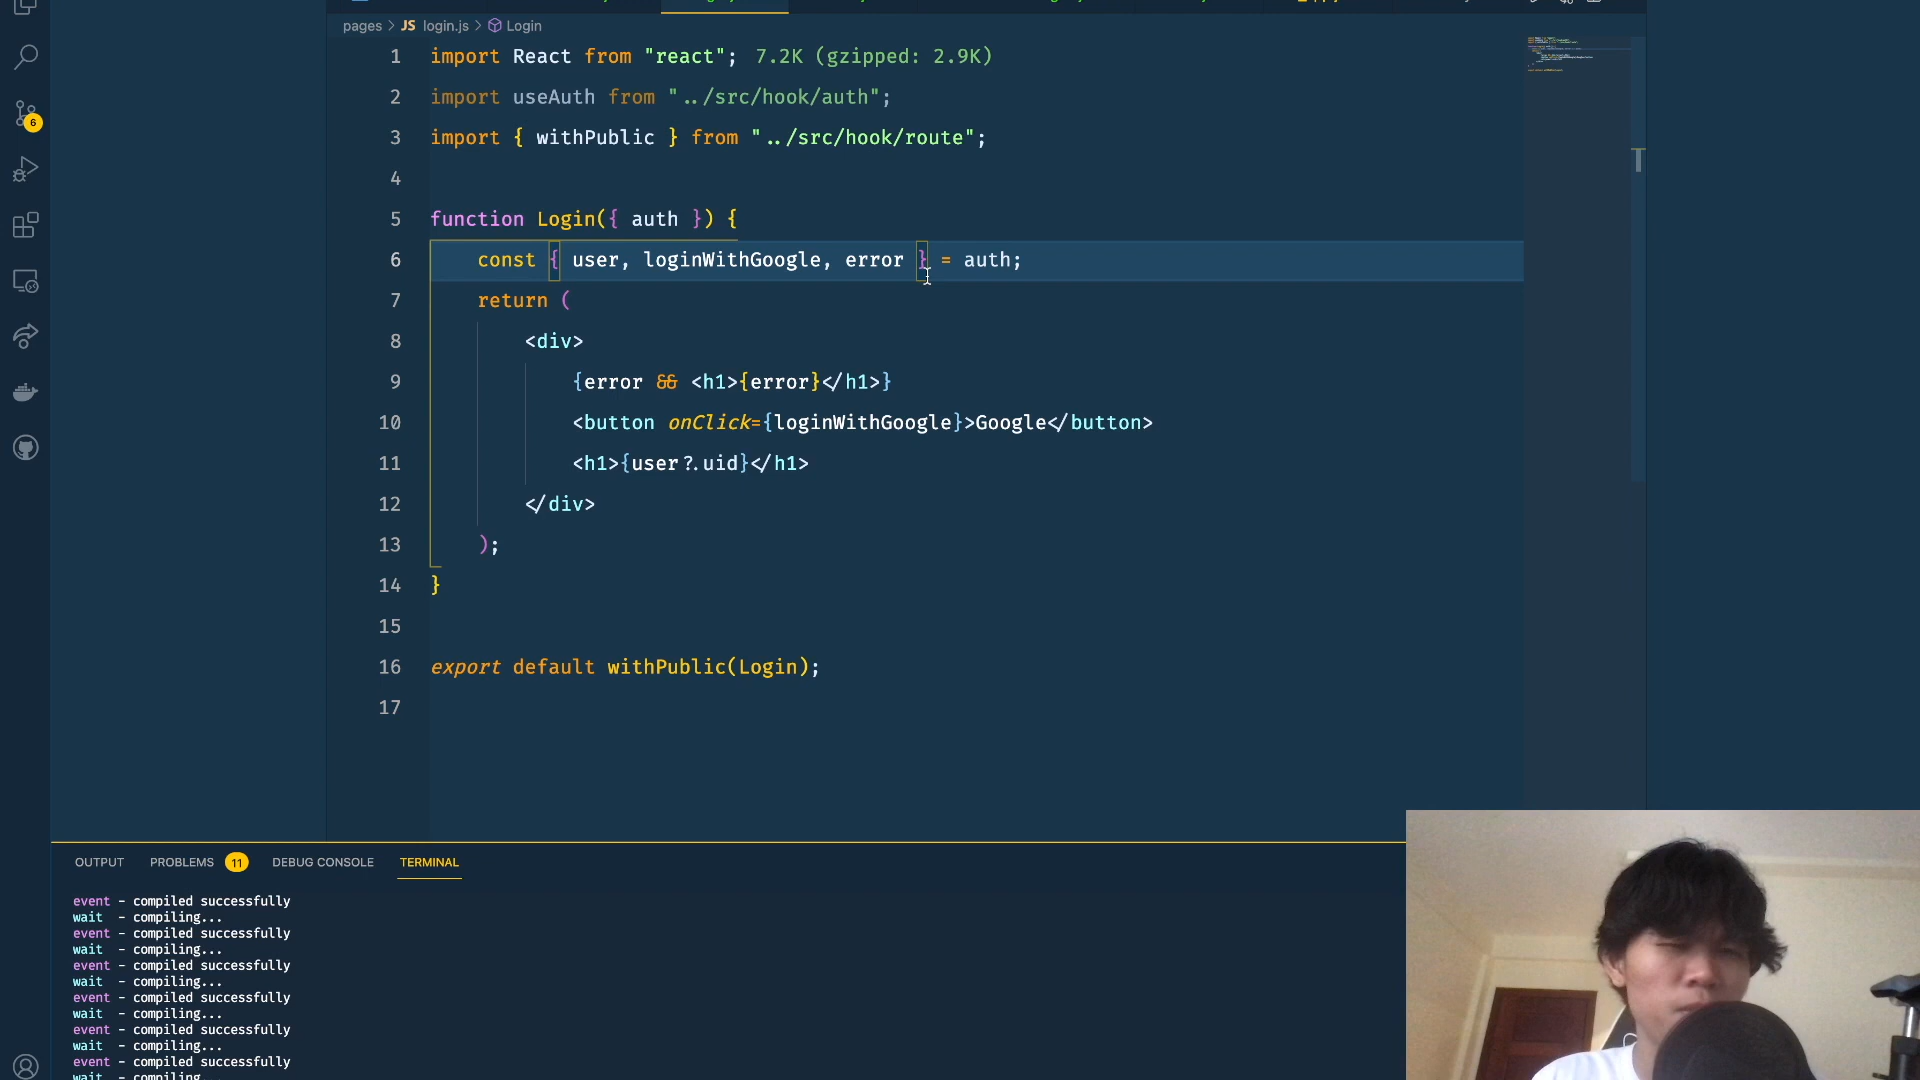 pages > JS login.js > Login
1 import React from "react"; 7.2K (gzipped: 2.9K)
2 import useAuth from "../src/hook/auth";
3 import { withPublic } from "../src/hook/route";
4
5 function Login({ auth }) {
6 const { user, loginWithGoogle, error } = auth;
7 return (
8 <div>
9 {error && <h1>{error}</h1>}
10 <button onClick={loginWithGoogle}>Google</button>
11 <h1>{user?.uid}</h1>
12 </div>
13 );
14 }
15
16 export default withPublic(Login);
17
6
OUTPUT PROBLEMS 11 DEBUG CONSOLE TERMINAL
event - compiled successfully
wait - compiling...
event - compiled successfully
wait - compiling...
event - compiled successfully
wait - compiling...
event - compiled successfully
wait - compiling...
event - compiled successfully
wait - compiling...
event - compiled successfully
wait - compiling...